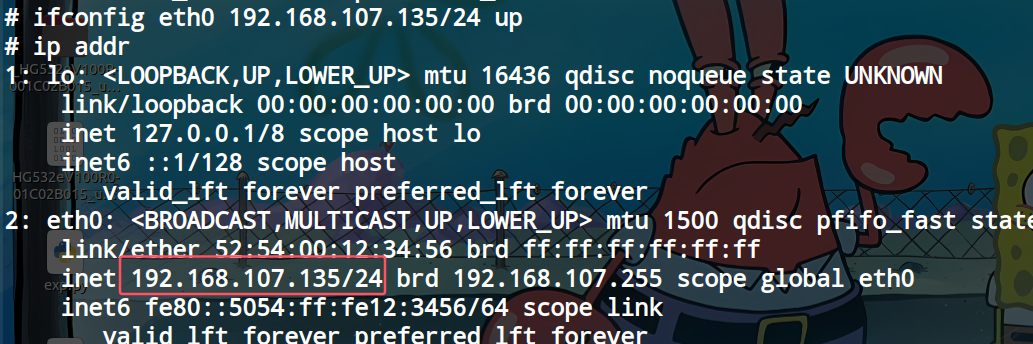 # ifconfig eth0 192.168.107.135/24 up
# ip addr
1: lo: <LOOPBACK,UP,LOWER_UP> mtu 16436 qdisc noqueue state UNKNOWN
link/loopback 00:00:00:00:00:00 brd 00:00:00:00:00:00
inet 127.0.0.1/8 scope host lo
inet6 ::1/128 scope host
valid_lft forever preferred_lft forever
2: eth0: <BROADCAST,MULTICAST,UP,LOWER_UP> mtu 1500 qdisc pfifo_fast state
link/ether 52:54:00:12:34:56 brd ff:ff:ff:ff:ff:ff
inet 192.168.107.135/24 brd 192.168.107.255 scope global eth0
inet6 fe80::5054:ff:fe12:3456/64 scope link
valid_lft forever preferred_lft forever